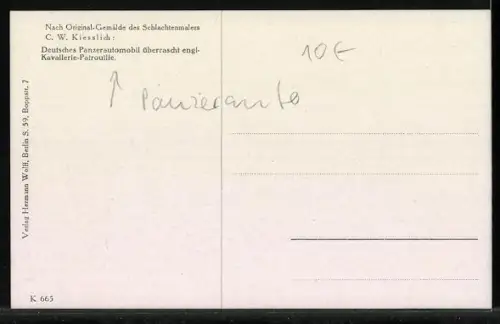 Nach Original-Gemälde des Schlachtenmalers
C. W. Kiesslich:
Deutsches Panzerautomobil überrascht engl-
Kavallerie-Patrouille.
10€
Panzerauto
Verlag Hermann Wolff, Berlin S. 59, Boppstr. 7
K 665